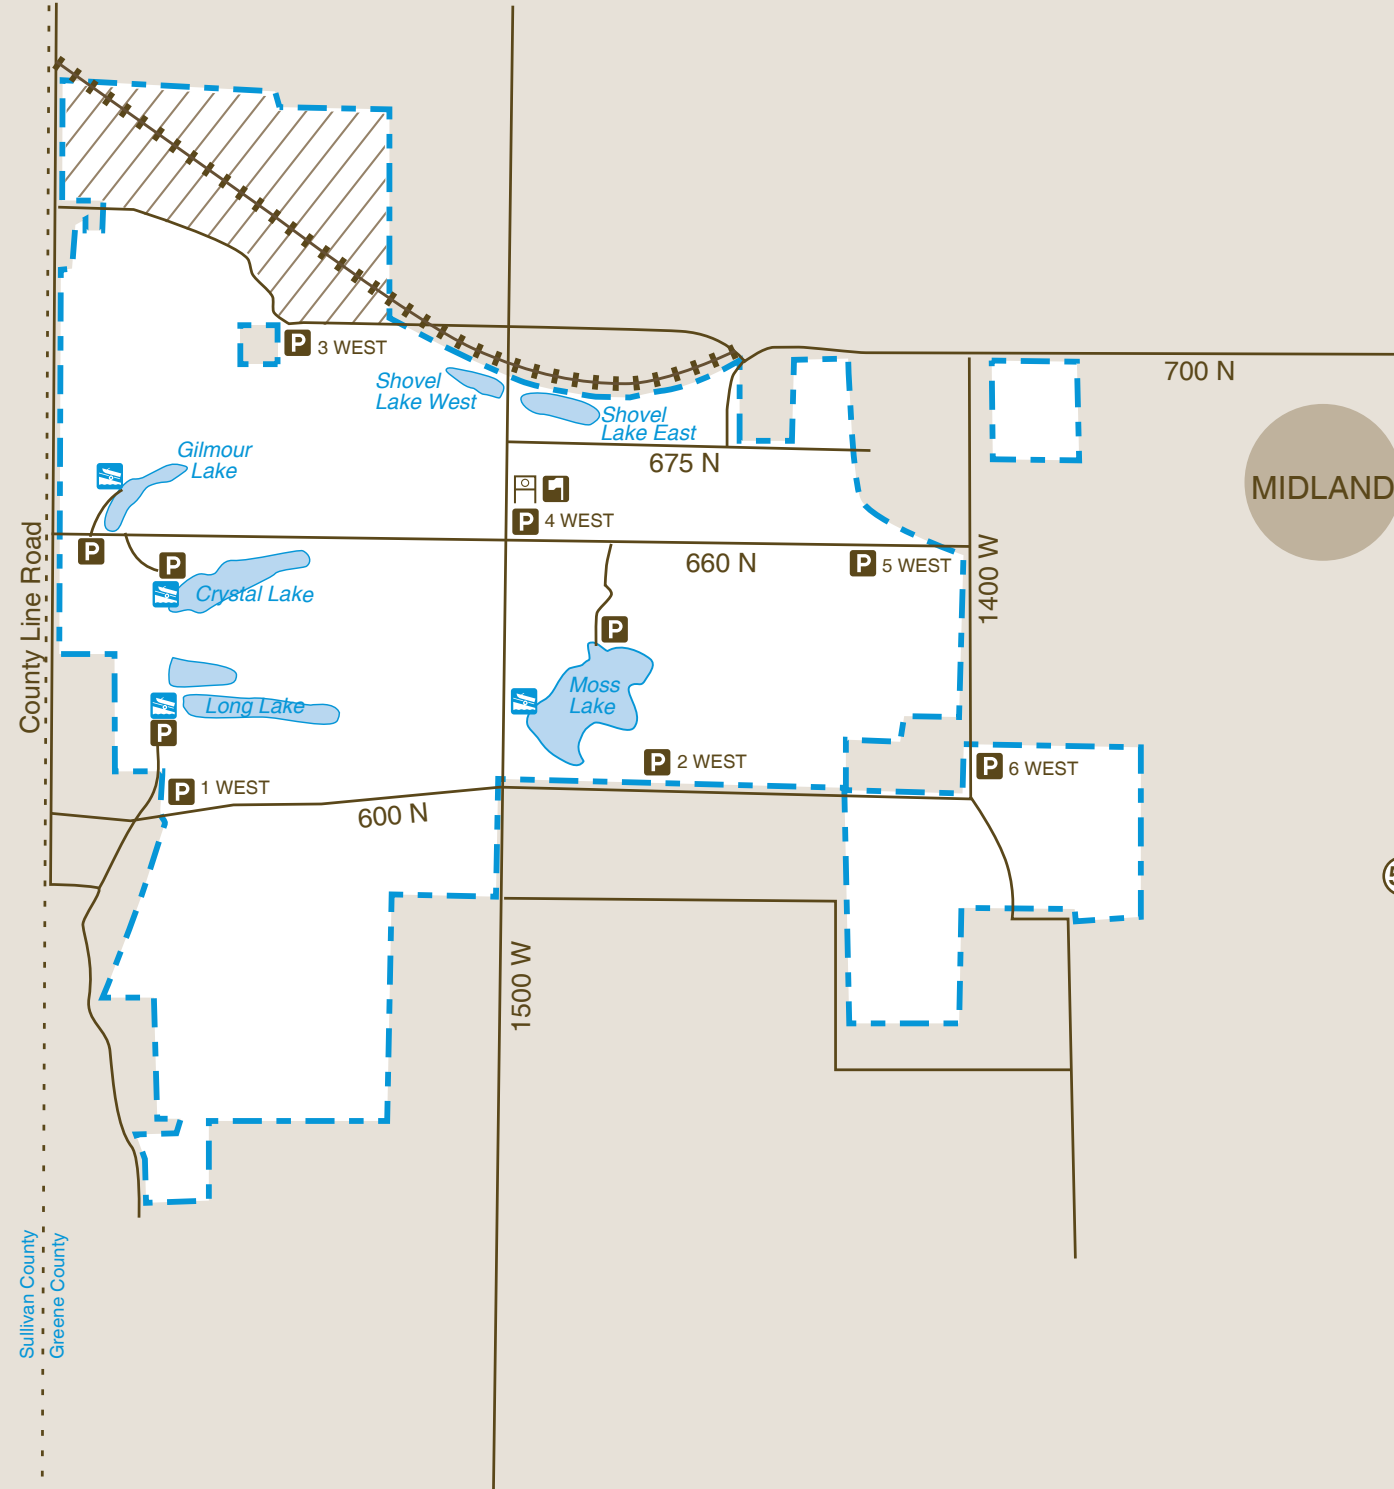 P 3 WEST
700 N
Shovel
Lake West
Shovel
Lake East
Gilmour
Lake
675 N
MIDLAND
P 4 WEST
P
P
660 N
P 5 WEST
County Line Road
1400 W
Crystal Lake
P
Moss
Lake
Long Lake
P
P 2 WEST
P 6 WEST
P 1 WEST
600 N
1500 W
Sullivan County
Greene County